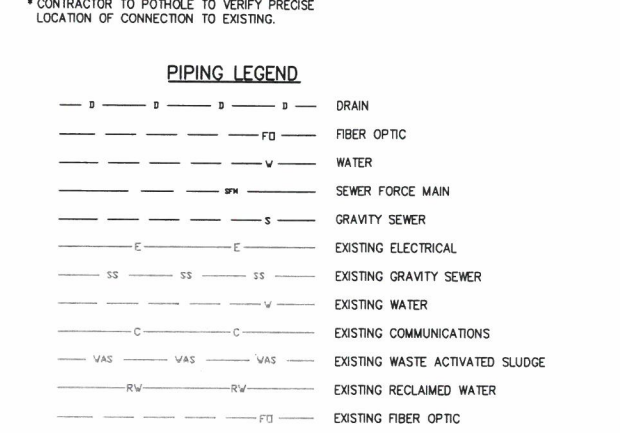 * CONTRACTOR TO POTHOLE TO VERIFY PRECISE
LOCATION OF CONNECTION TO EXISTING.
PIPING LEGEND
D D D D DRAIN
FO FIBER OPTIC
W WATER
SFM SEWER FORCE MAIN
S GRAVITY SEWER
E E EXISTING ELECTRICAL
SS SS SS EXISTING GRAVITY SEWER
W EXISTING WATER
C C EXISTING COMMUNICATIONS
WAS WAS WAS EXISTING WASTE ACTIVATED SLUDGE
RW RW EXISTING RECLAIMED WATER
FO EXISTING FIBER OPTIC